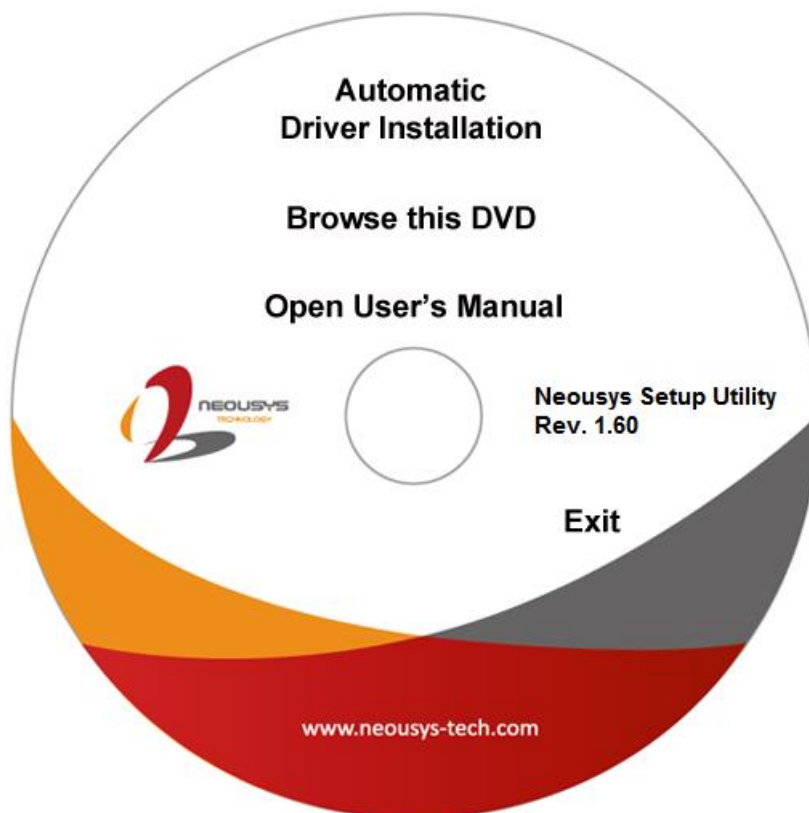 Automatic
Driver Installation
Browse this DVD
Open User's Manual
NEOUSYS
TECHNOLOGY
Neousys Setup Utility
Rev. 1.60
Exit
www.neousys-tech.com